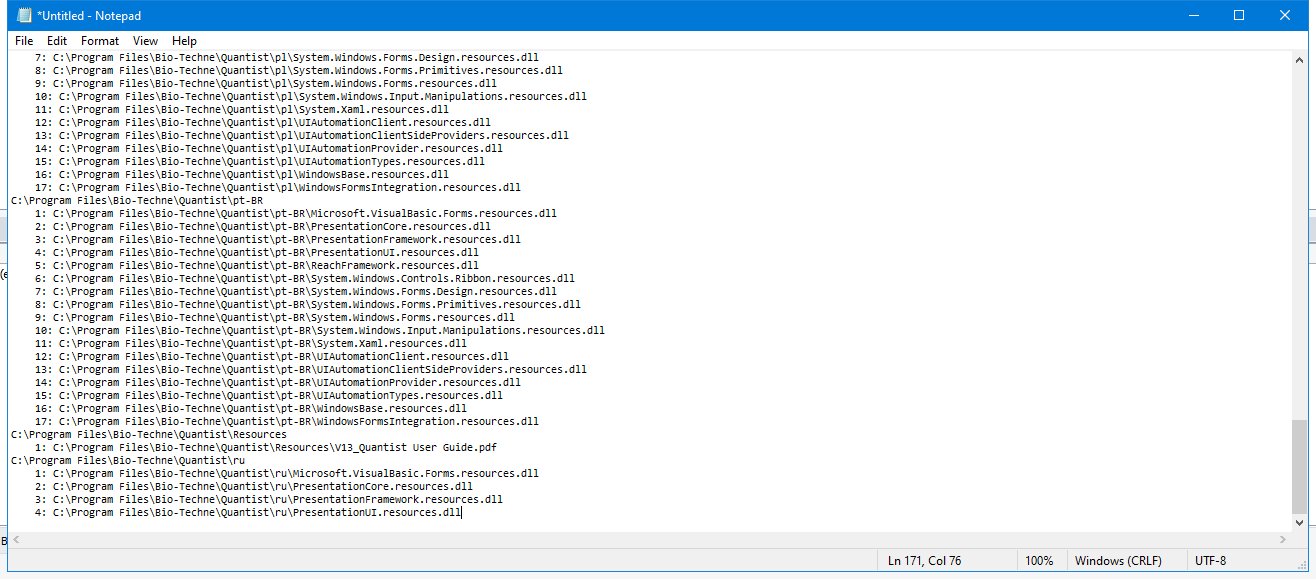 *Untitled - Notepad
File Edit Format View Help
7: C:\Program Files\Bio-Techne\Quantist\pl\System.Windows.Forms.Design.resources.dll
8: C:\Program Files\Bio-Techne\Quantist\pl\System.Windows.Forms.Primitives.resources.dll
9: C:\Program Files\Bio-Techne\Quantist\pl\System.Windows.Forms.resources.dll
10: C:\Program Files\Bio-Techne\Quantist\pl\System.Windows.Input.Manipulations.resources.dll
11: C:\Program Files\Bio-Techne\Quantist\pl\System.Xaml.resources.dll
12: C:\Program Files\Bio-Techne\Quantist\pl\UIAutomationClient.resources.dll
13: C:\Program Files\Bio-Techne\Quantist\pl\UIAutomationClientSideProviders.resources.dll
14: C:\Program Files\Bio-Techne\Quantist\pl\UIAutomationProvider.resources.dll
15: C:\Program Files\Bio-Techne\Quantist\pl\UIAutomationTypes.resources.dll
16: C:\Program Files\Bio-Techne\Quantist\pl\WindowsBase.resources.dll
17: C:\Program Files\Bio-Techne\Quantist\pl\WindowsFormsIntegration.resources.dll
C:\Program Files\Bio-Techne\Quantist\pt-BR
1: C:\Program Files\Bio-Techne\Quantist\pt-BR\Microsoft.VisualBasic.Forms.resources.dll
2: C:\Program Files\Bio-Techne\Quantist\pt-BR\PresentationCore.resources.dll
3: C:\Program Files\Bio-Techne\Quantist\pt-BR\PresentationFramework.resources.dll
4: C:\Program Files\Bio-Techne\Quantist\pt-BR\PresentationUI.resources.dll
5: C:\Program Files\Bio-Techne\Quantist\pt-BR\ReachFramework.resources.dll
6: C:\Program Files\Bio-Techne\Quantist\pt-BR\System.Windows.Controls.Ribbon.resources.dll
7: C:\Program Files\Bio-Techne\Quantist\pt-BR\System.Windows.Forms.Design.resources.dll
8: C:\Program Files\Bio-Techne\Quantist\pt-BR\System.Windows.Forms.Primitives.resources.dll
9: C:\Program Files\Bio-Techne\Quantist\pt-BR\System.Windows.Forms.resources.dll
10: C:\Program Files\Bio-Techne\Quantist\pt-BR\System.Windows.Input.Manipulations.resources.dll
11: C:\Program Files\Bio-Techne\Quantist\pt-BR\System.Xaml.resources.dll
12: C:\Program Files\Bio-Techne\Quantist\pt-BR\UIAutomationClient.resources.dll
13: C:\Program Files\Bio-Techne\Quantist\pt-BR\UIAutomationClientSideProviders.resources.dll
14: C:\Program Files\Bio-Techne\Quantist\pt-BR\UIAutomationProvider.resources.dll
15: C:\Program Files\Bio-Techne\Quantist\pt-BR\UIAutomationTypes.resources.dll
16: C:\Program Files\Bio-Techne\Quantist\pt-BR\WindowsBase.resources.dll
17: C:\Program Files\Bio-Techne\Quantist\pt-BR\WindowsFormsIntegration.resources.dll
C:\Program Files\Bio-Techne\Quantist\Resources
1: C:\Program Files\Bio-Techne\Quantist\Resources\V13_Quantist User Guide.pdf
C:\Program Files\Bio-Techne\Quantist\ru
1: C:\Program Files\Bio-Techne\Quantist\ru\Microsoft.VisualBasic.Forms.resources.dll
2: C:\Program Files\Bio-Techne\Quantist\ru\PresentationCore.resources.dll
3: C:\Program Files\Bio-Techne\Quantist\ru\PresentationFramework.resources.dll
4: C:\Program Files\Bio-Techne\Quantist\ru\PresentationUI.resources.dll
Ln 171, Col 76 100% Windows (CRLF) UTF-8